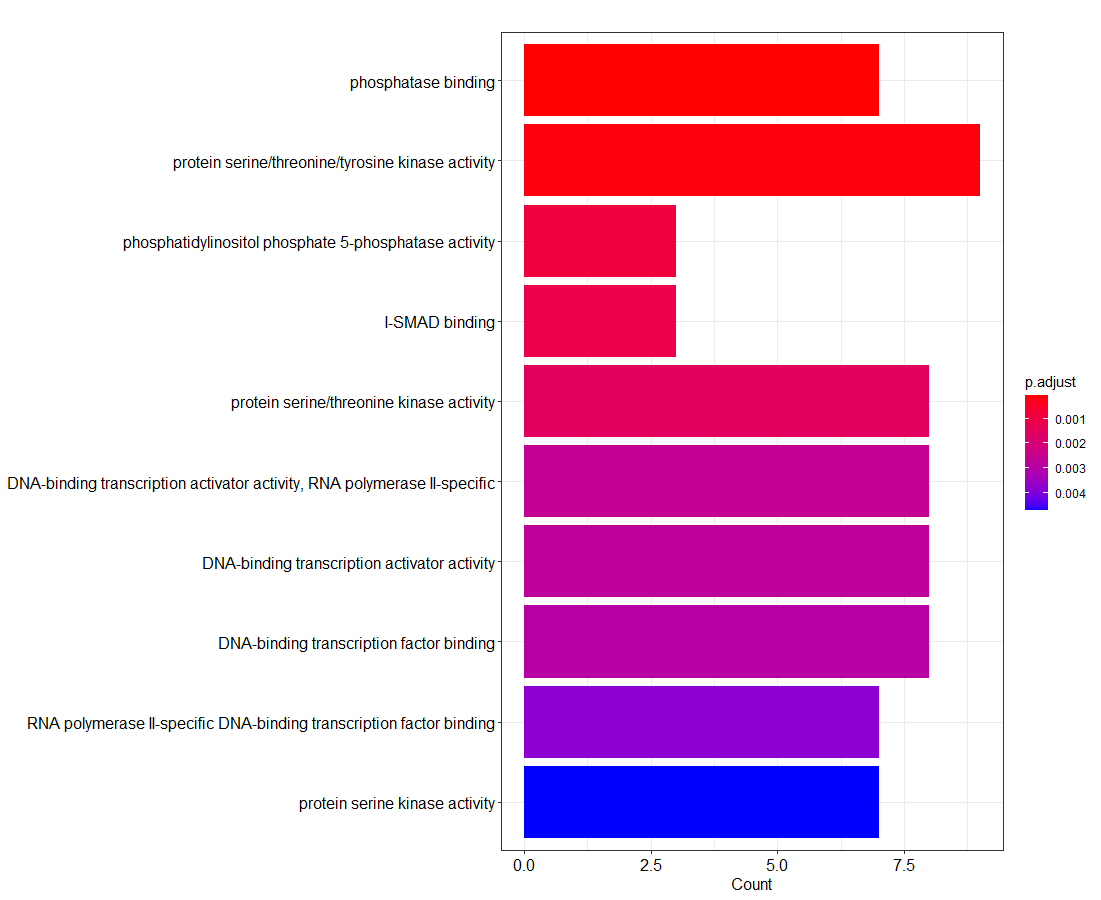 phosphatase binding
protein serine/threonine/tyrosine kinase activity
phosphatidylinositol phosphate 5-phosphatase activity
I-SMAD binding
protein serine/threonine kinase activity
DNA-binding transcription activator activity, RNA polymerase II-specific
DNA-binding transcription activator activity
DNA-binding transcription factor binding
RNA polymerase II-specific DNA-binding transcription factor binding
protein serine kinase activity
0.0 2.5 5.0 7.5
Count
p.adjust
0.001
0.002
0.003
0.004